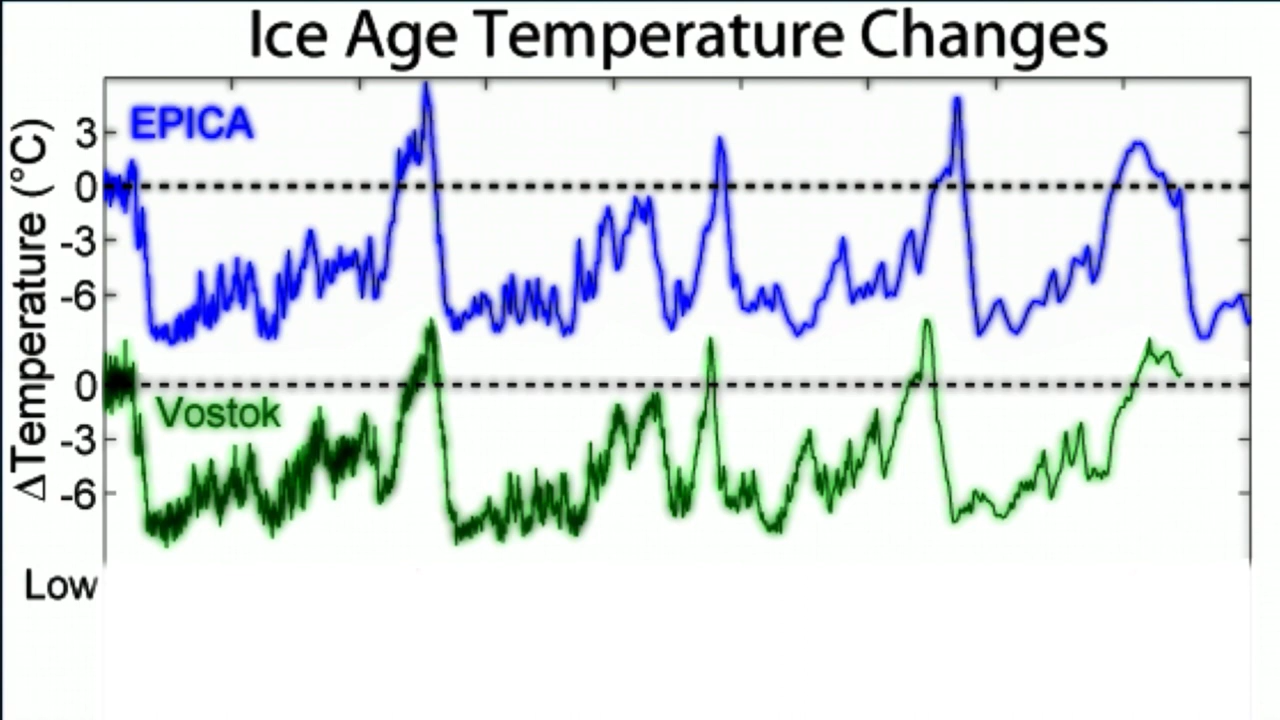 Ice Age Temperature Changes
ΔTemperature (°C)
EPICA
3
0
-3
-6
0
Vostok
-3
-6
Low